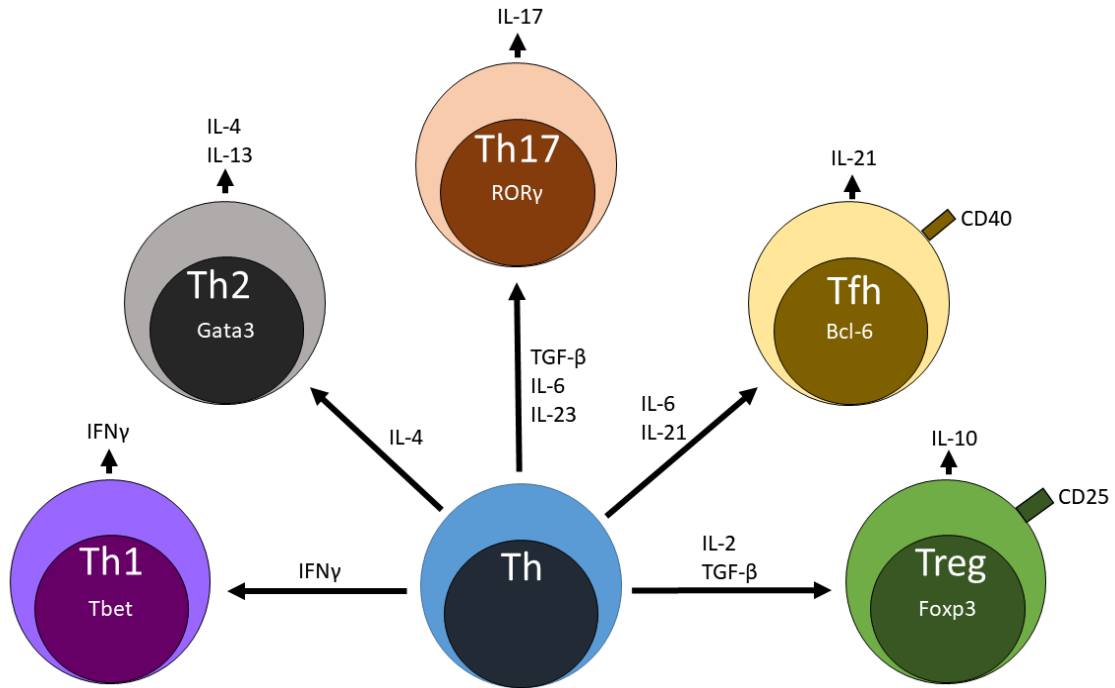 IL-17
IL-4
IL-13
Th17
RORγ
IL-21
CD40
Th2
Gata3
Tfh
Bcl-6
TGF-β
IL-6
IL-23
IL-6
IL-21
IL-4
IFNγ
IL-10
CD25
Th1
Tbet
IFNγ
Th
IL-2
TGF-β
Treg
Foxp3